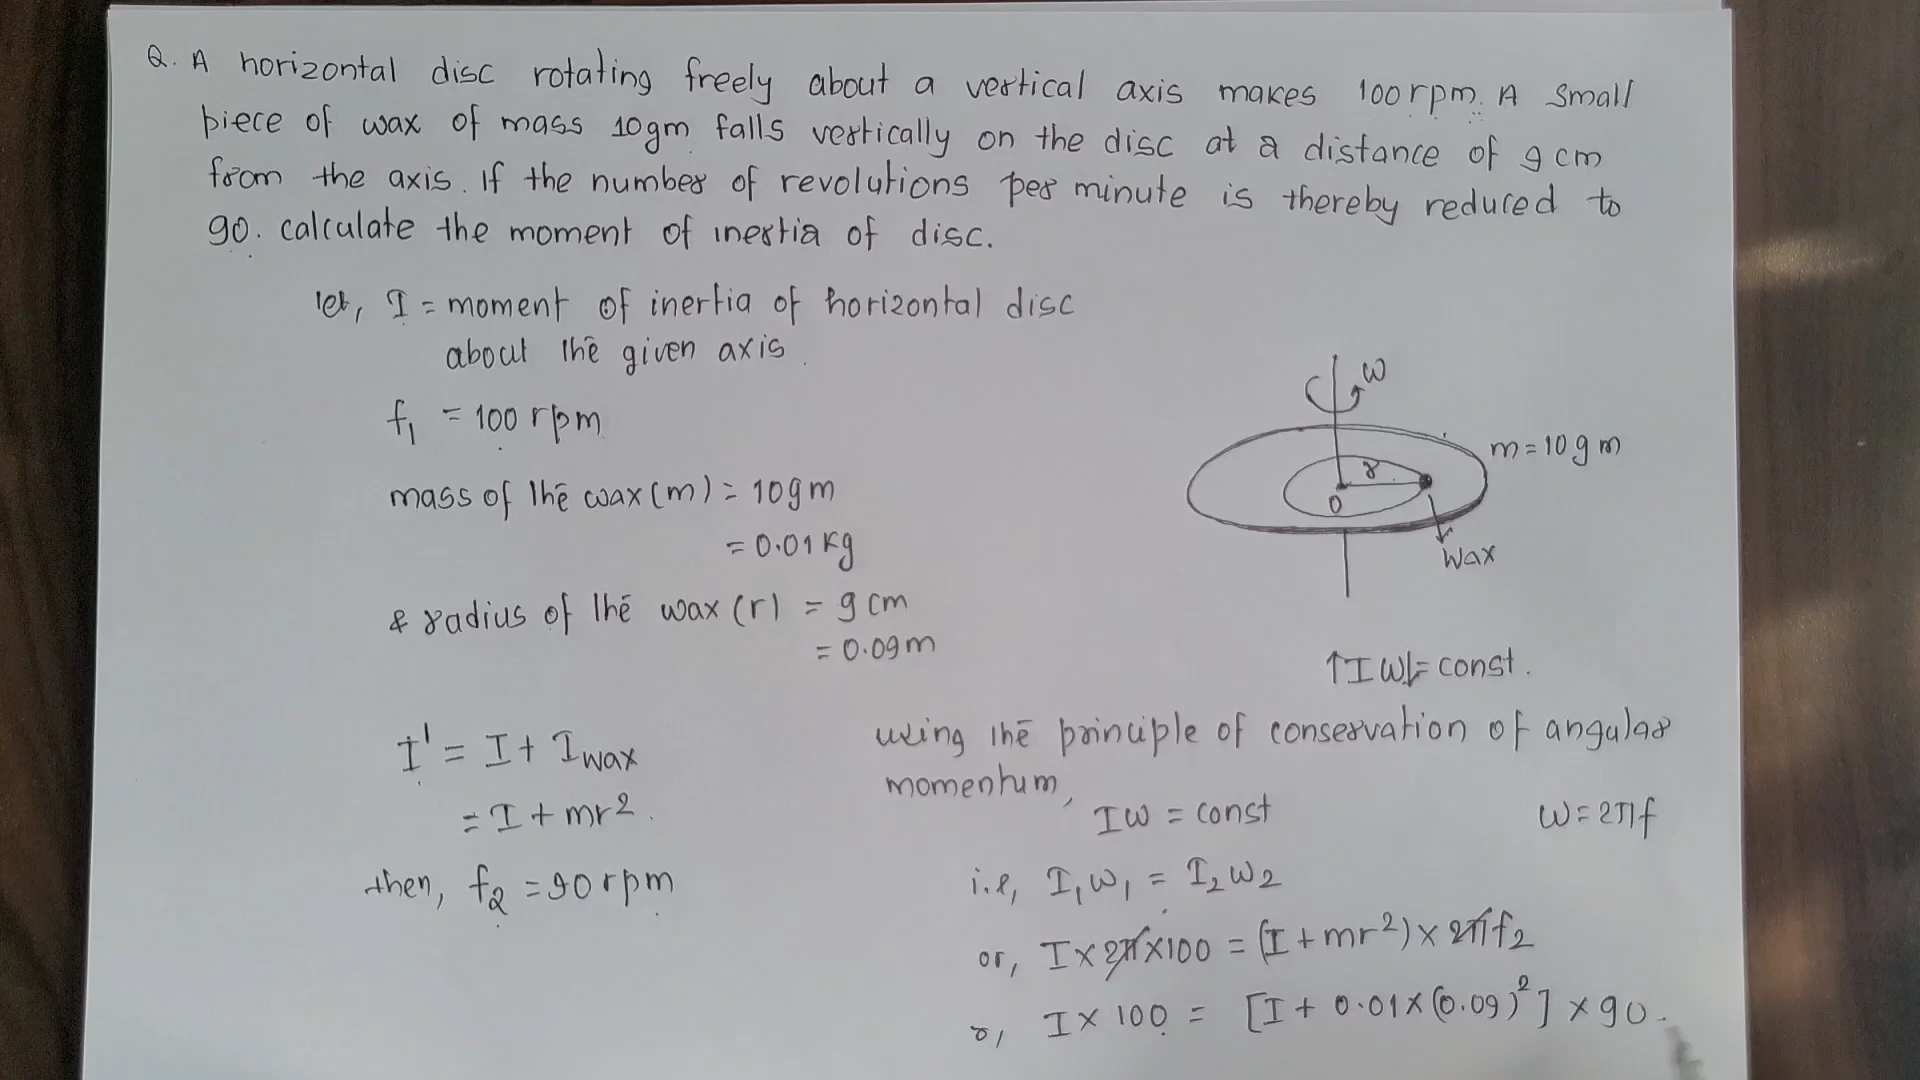 Q. A horizontal disc rotating freely about a vertical axis makes 100 rpm. A small
piece of wax of mass 10gm falls vertically on the disc at a distance of 9 cm
from the axis. If the number of revolutions per minute is thereby reduced to
90. calculate the moment of inertia of disc.
let, I = moment of inertia of horizontal disc
about the given axis.
f₁ = 100 rpm
mass of the wax (m) = 10gm
= 0.01 kg
& radius of the wax (r) = 9 cm
= 0.09m
I' = I + I wax
= I + mr².
then, f₂ = 90 rpm
ω
m = 10 gm
r
O
Wax
↑I ω↓ = const.
using the principle of conservation of angular
momentum,
Iω = const
ω = 2πf
i.e, I₁ω₁ = I₂ω₂
or, I × 2π × 100 = (I + mr²) × 2πf₂
or, I × 100 = [I + 0.01 × (0.09)²] × 90.